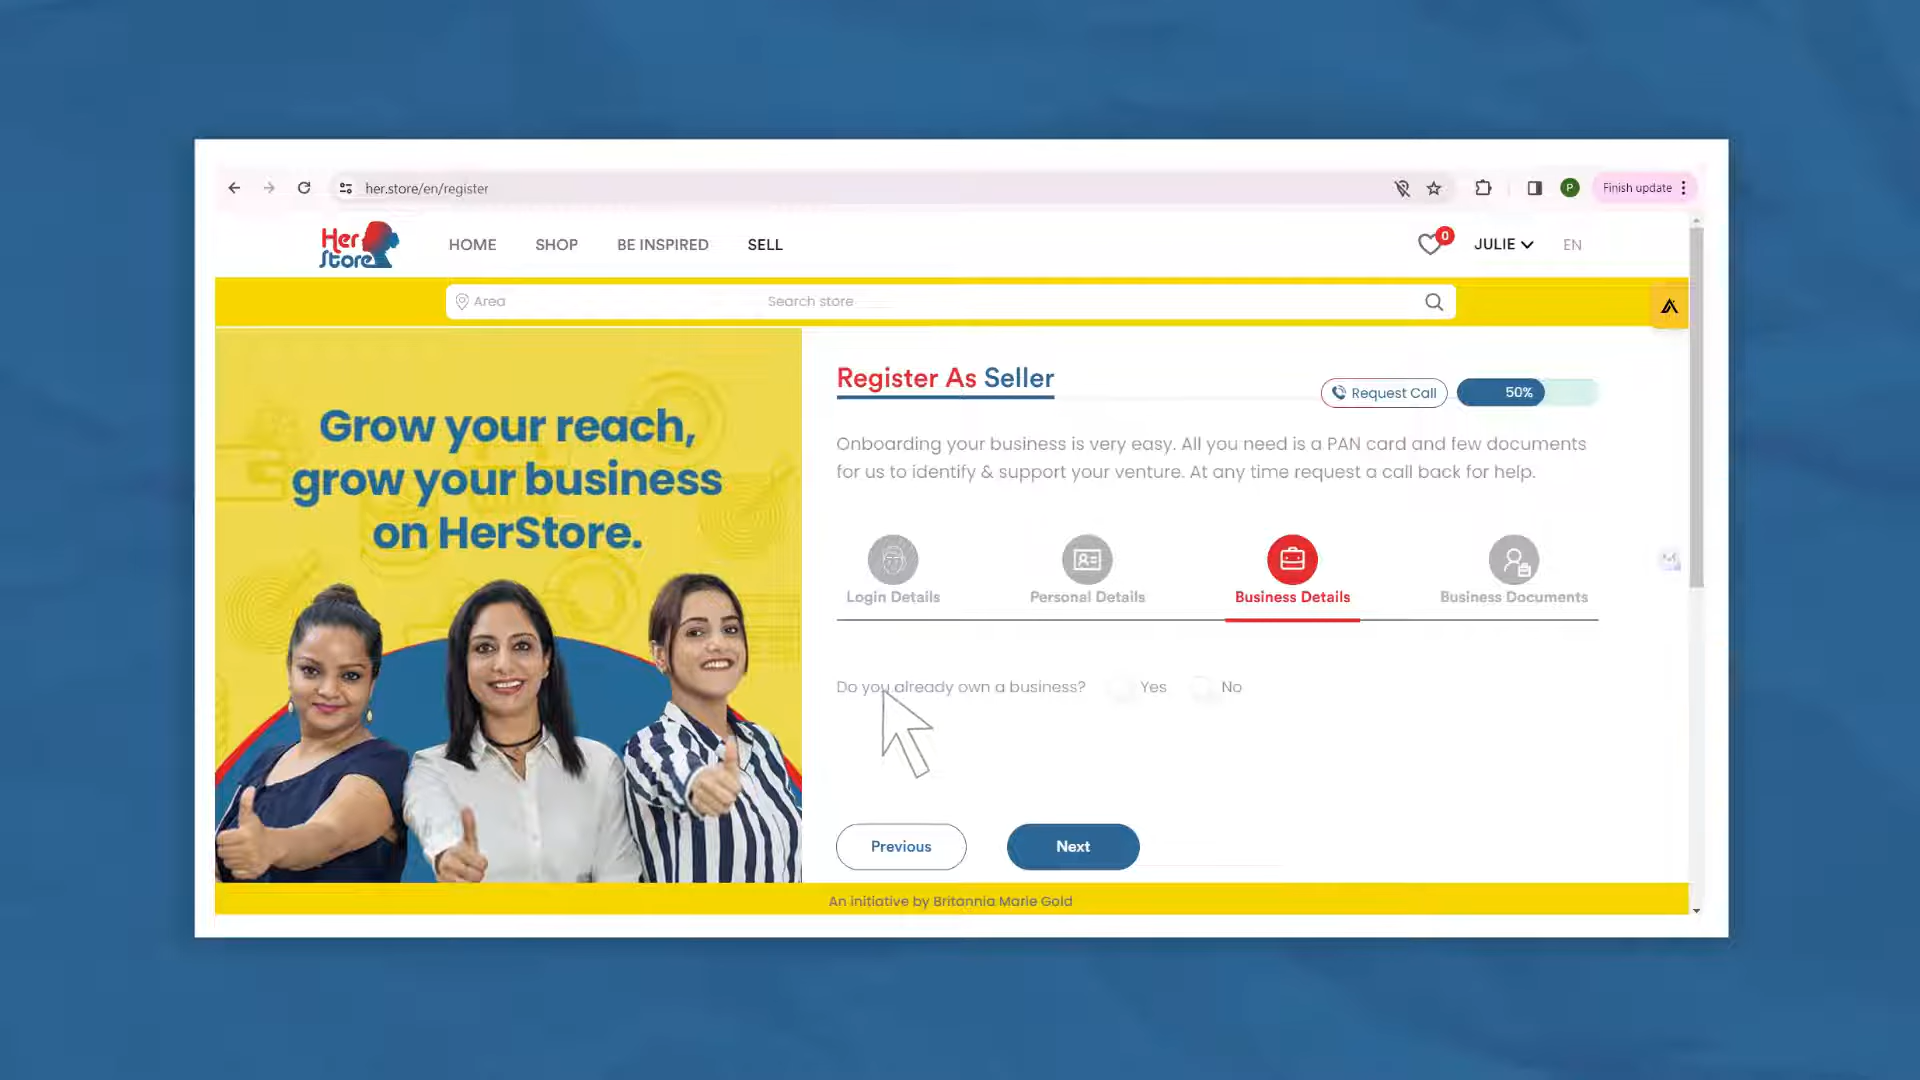 her.store/en/register
P
Finish update
Her
Store
HOME
SHOP
BE INSPIRED
SELL
0
JULIE
EN
Area
Search store
Grow your reach,
grow your business
on HerStore.
Register As Seller
Request Call
50%
Onboarding your business is very easy. All you need is a PAN card and few documents
for us to identify & support your venture. At any time request a call back for help.
Login Details
Personal Details
Business Details
Business Documents
Do you already own a business?
Yes
No
Previous
Next
An initiative by Britannia Marie Gold